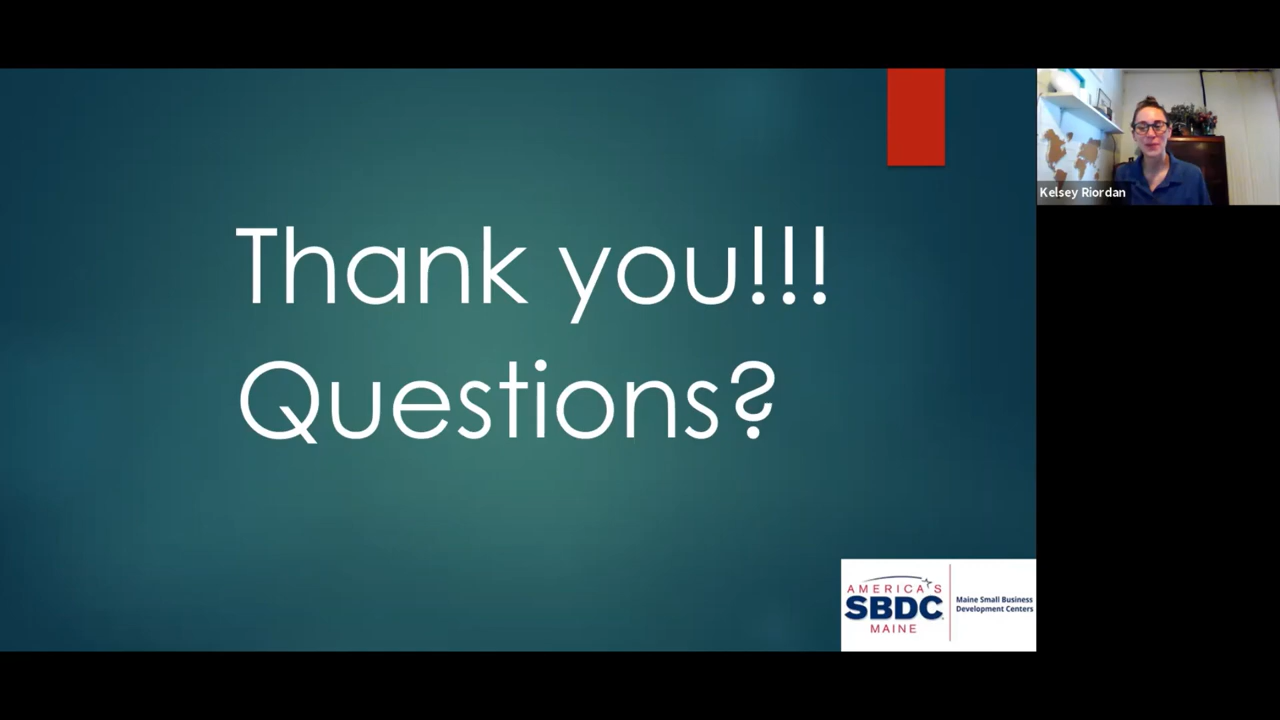 Thank you!!!
Questions?
Kelsey Riordan
AMERICA'S
SBDC
MAINE
Maine Small Business
Development Centers